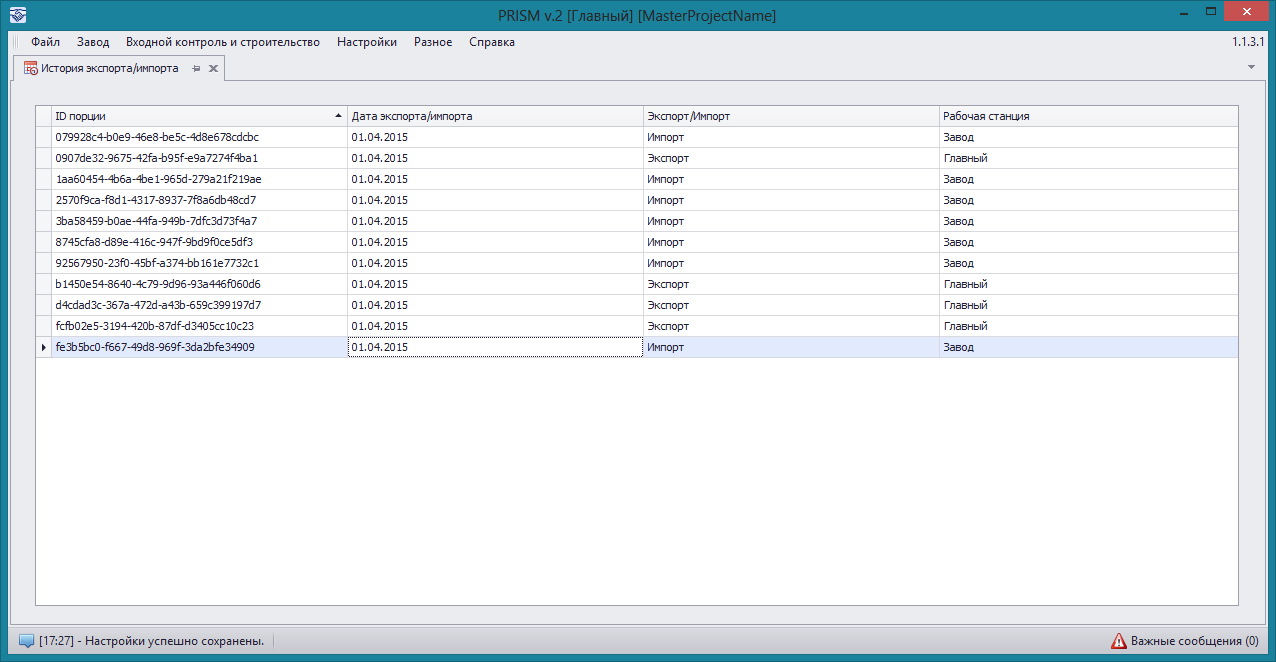 PRISM v.2 [Главный] [MasterProjectName]
Файл Завод Входной контроль и строительство Настройки Разное Справка 1.1.3.1
История экспорта/импорта
ID порции Дата экспорта/импорта Экспорт/Импорт Рабочая станция
079928c4-b0e9-46e8-be5c-4d8e678cdcbc 01.04.2015 Импорт Завод
0907de32-9675-42fa-b95f-e9a7274f4ba1 01.04.2015 Экспорт Главный
1aa60454-4b6a-4be1-965d-279a21f219ae 01.04.2015 Импорт Завод
2570f9ca-f8d1-4317-8937-7f8a6db48cd7 01.04.2015 Импорт Завод
3ba58459-b0ae-44fa-949b-7dfc3d73f4a7 01.04.2015 Импорт Завод
8745cfa8-d89e-416c-947f-9bd9f0ce5df3 01.04.2015 Импорт Завод
92567950-23f0-45bf-a374-bb161e7732c1 01.04.2015 Импорт Завод
b1450e54-8640-4c79-9d96-93a446f060d6 01.04.2015 Экспорт Главный
d4cdad3c-367a-472d-a43b-659c399197d7 01.04.2015 Экспорт Главный
fcfb02e5-3194-420b-87df-d3405cc10c23 01.04.2015 Экспорт Главный
fe3b5bc0-f667-49d8-969f-3da2bfe34909 01.04.2015 Импорт Завод
[17:27] - Настройки успешно сохранены. Важные сообщения (0)